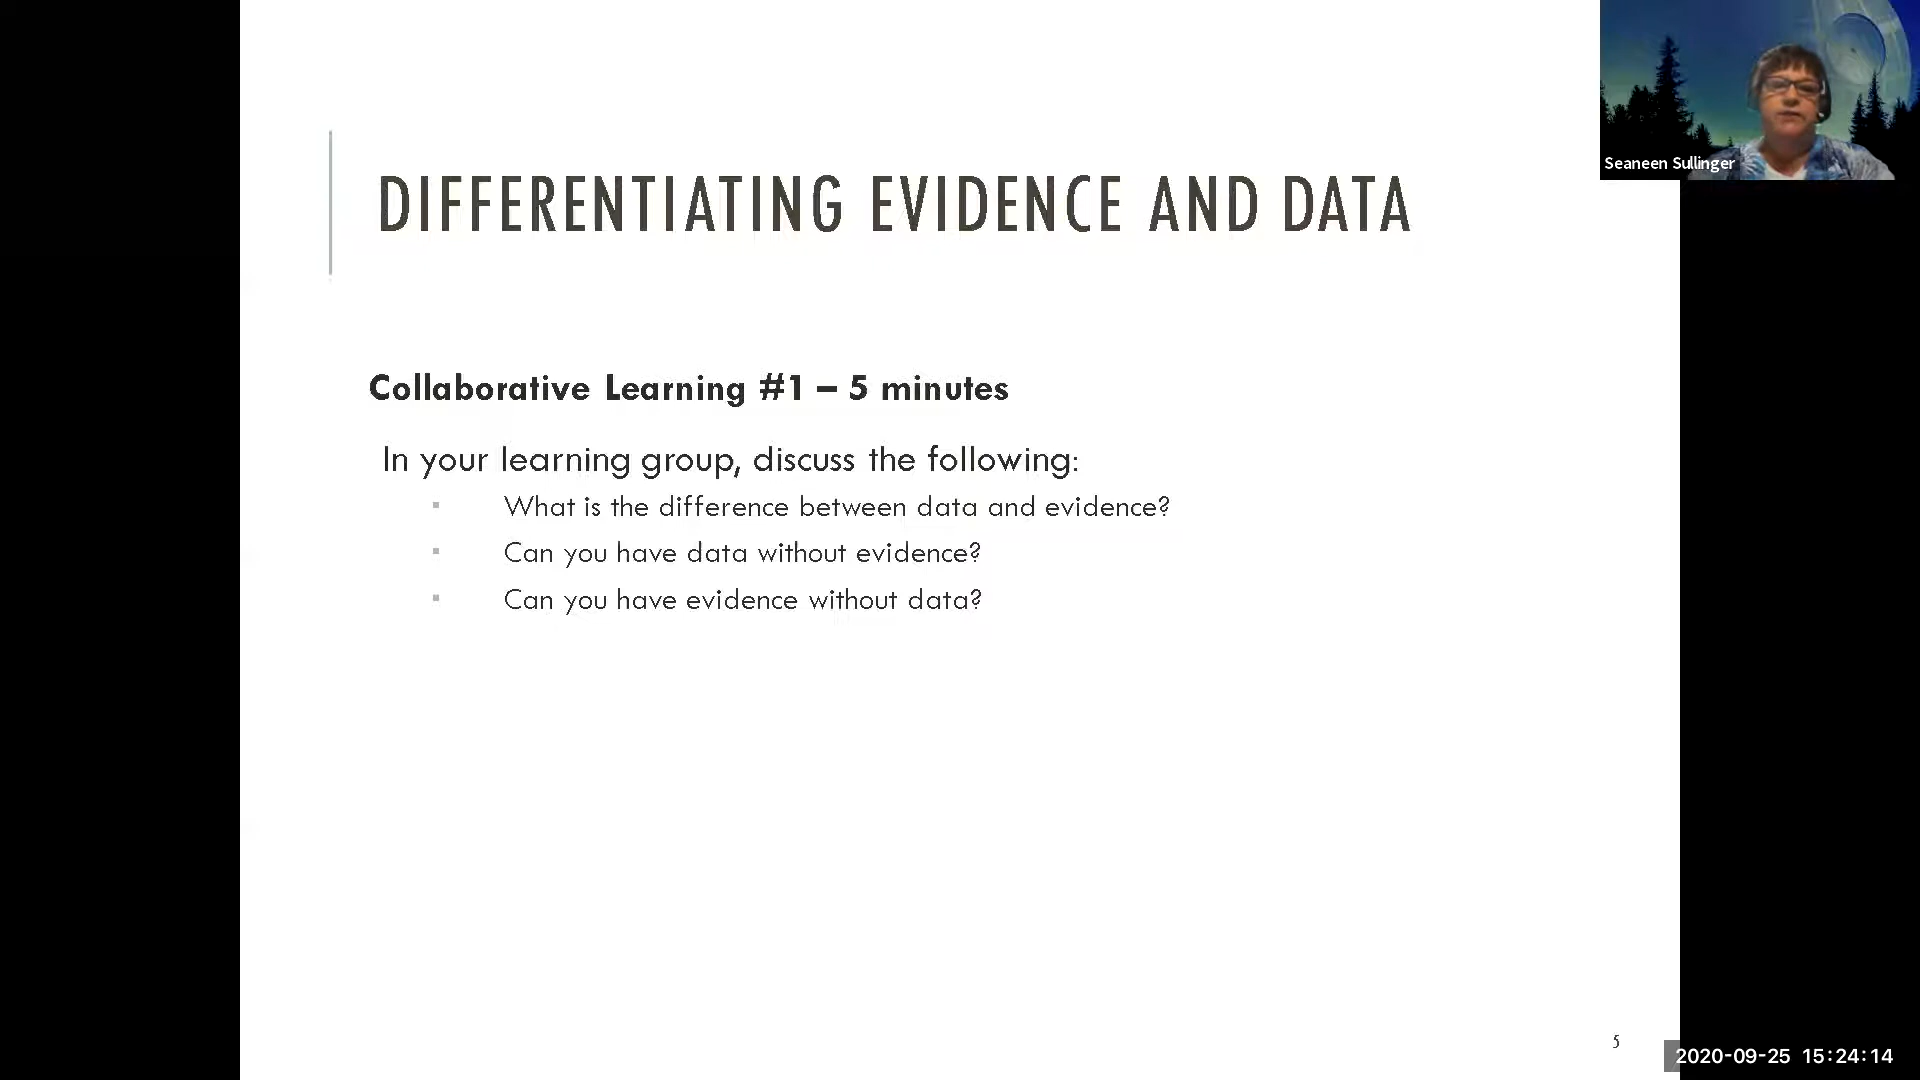 Seaneen Sullinger
DIFFERENTIATING EVIDENCE AND DATA
Collaborative Learning #1 – 5 minutes
In your learning group, discuss the following:
▪ What is the difference between data and evidence?
▪ Can you have data without evidence?
▪ Can you have evidence without data?
5
2020-09-25 15:24:14